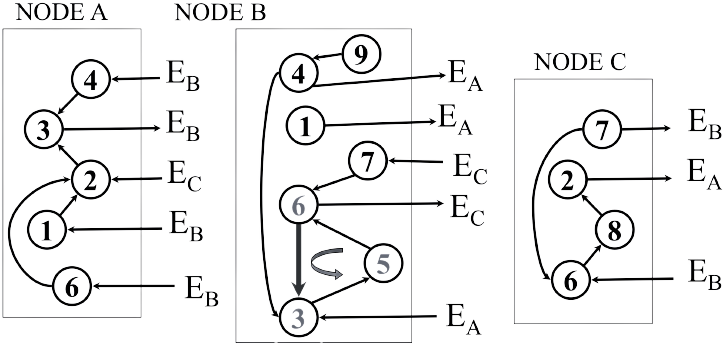 NODE A
4 E_B
3 E_B
2 E_C
1 E_B
6 E_B
NODE B
9
4 E_A
1 E_A
7 E_C
6 E_C
5
3 E_A
NODE C
7 E_B
2 E_A
8
6 E_B